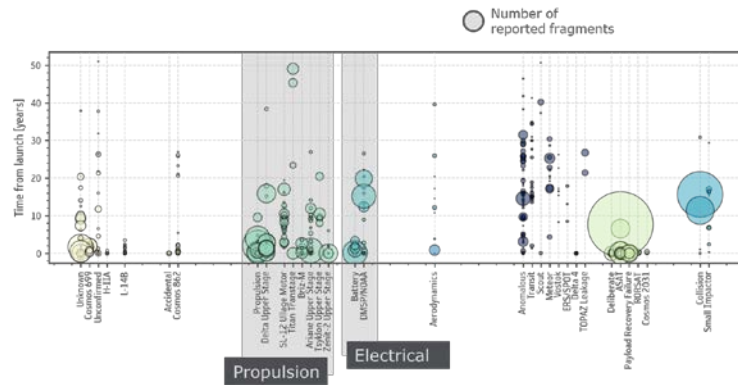 Number of
reported fragments
Time from launch [years]
50
40
30
20
10
0
Unknown
Cosmos 699
Unconfirmed
H-IIA
L-14B
Accidental
Cosmos 862
Propulsion
Delta Upper Stage
SL-12 Ullage Motor
Titan Transtage
Briz-M
Ariane Upper Stage
Tsyklon Upper Stage
Zenit-2 Upper Stage
Battery
DMSP/NOAA
Aerodynamics
Anomalous
Transit
Scout
Meteor
Vostok
ERS/SPOT
Delta 4
TOPAZ Leakage
Deliberate
ASAT
Payload Recovery Failure
RORSAT
Cosmos 2031
Collision
Small Impactor
Propulsion
Electrical